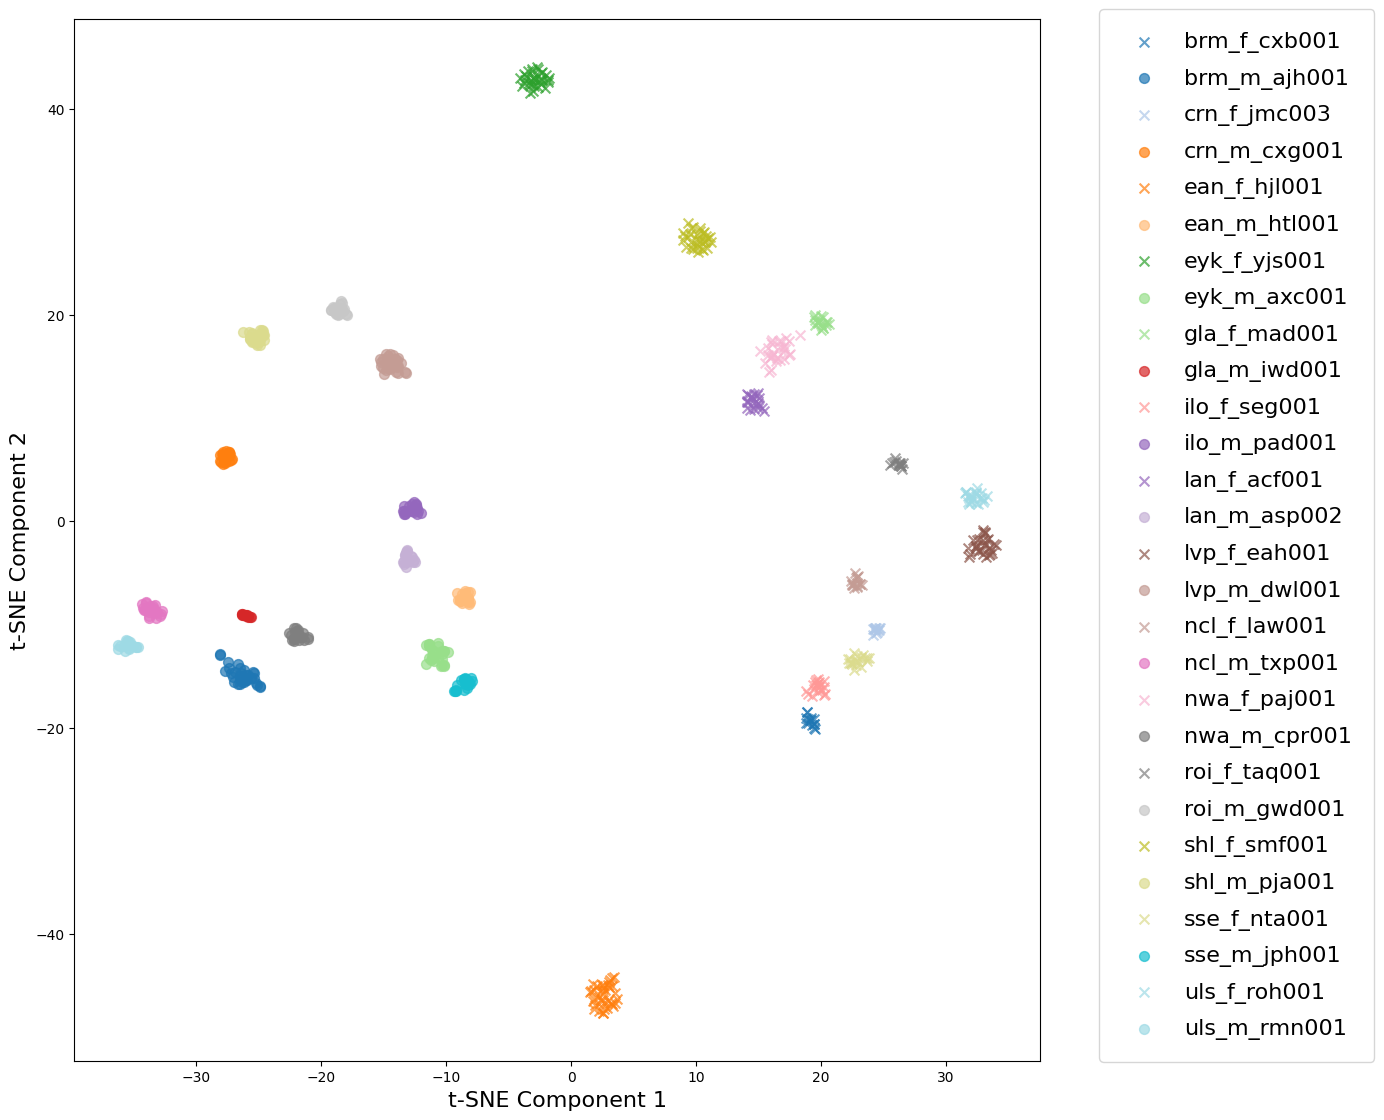 40
20
0
−20
−40
−30
−20
−10
0
10
20
30
t-SNE Component 1
t-SNE Component 2
brm_f_cxb001
brm_m_ajh001
crn_f_jmc003
crn_m_cxg001
ean_f_hjl001
ean_m_htl001
eyk_f_yjs001
eyk_m_axc001
gla_f_mad001
gla_m_iwd001
ilo_f_seg001
ilo_m_pad001
lan_f_acf001
lan_m_asp002
lvp_f_eah001
lvp_m_dwl001
ncl_f_law001
ncl_m_txp001
nwa_f_paj001
nwa_m_cpr001
roi_f_taq001
roi_m_gwd001
shl_f_smf001
shl_m_pja001
sse_f_nta001
sse_m_jph001
uls_f_roh001
uls_m_rmn001